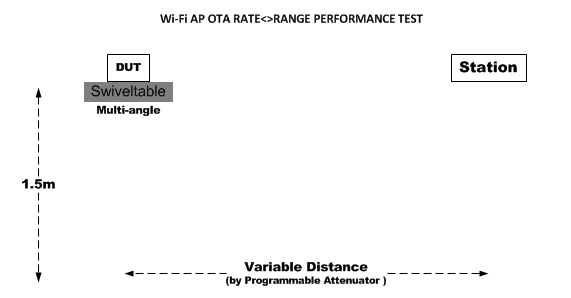 Wi-Fi AP OTA RATE<>RANGE PERFORMANCE TEST
DUT
Station
Swiveltable
Multi-angle
1.5m
Variable Distance
(by Programmable Attenuator )